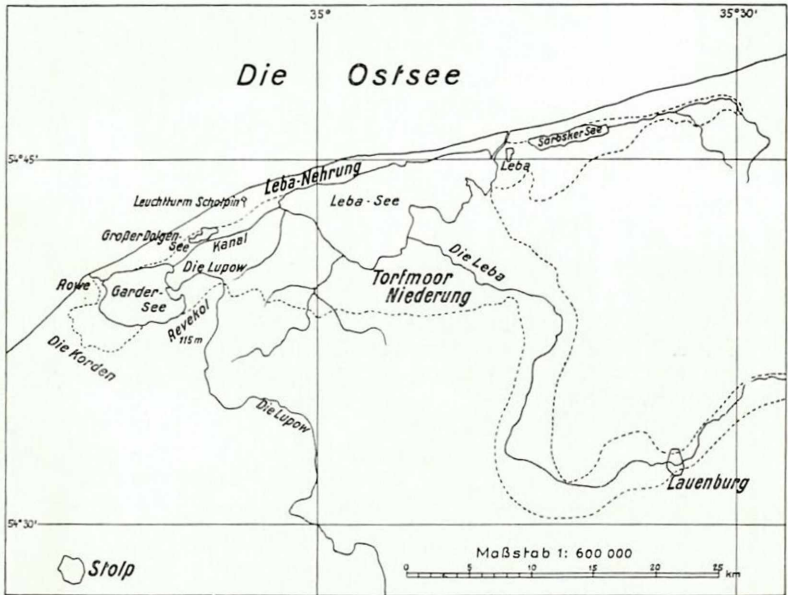 35°
35°30'
Die Ostsee
54°45'
Sarbsker See
Leba
Leba-Nehrung
Leba-See
Leuchtturm Scholpin
Großer Dolgen-
See
Kanal
Die Lupow
Die Leba
Rowe
Garder-
See
Torfmoor
Niederung
Revekol
115 m
Die Korden
Die Lupow
Lauenburg
54°30'
Stolp
Maßstab 1: 600 000
0 5 10 15 20 25 km